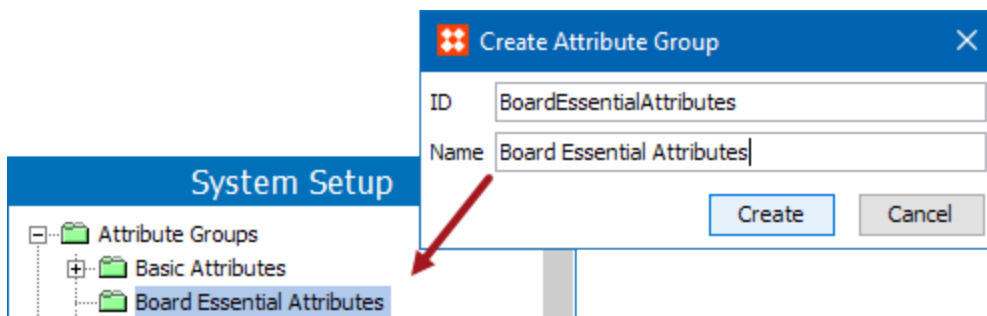 Create Attribute Group
ID BoardEssentialAttributes
Name Board Essential Attributes
Create Cancel
System Setup
Attribute Groups
Basic Attributes
Board Essential Attributes